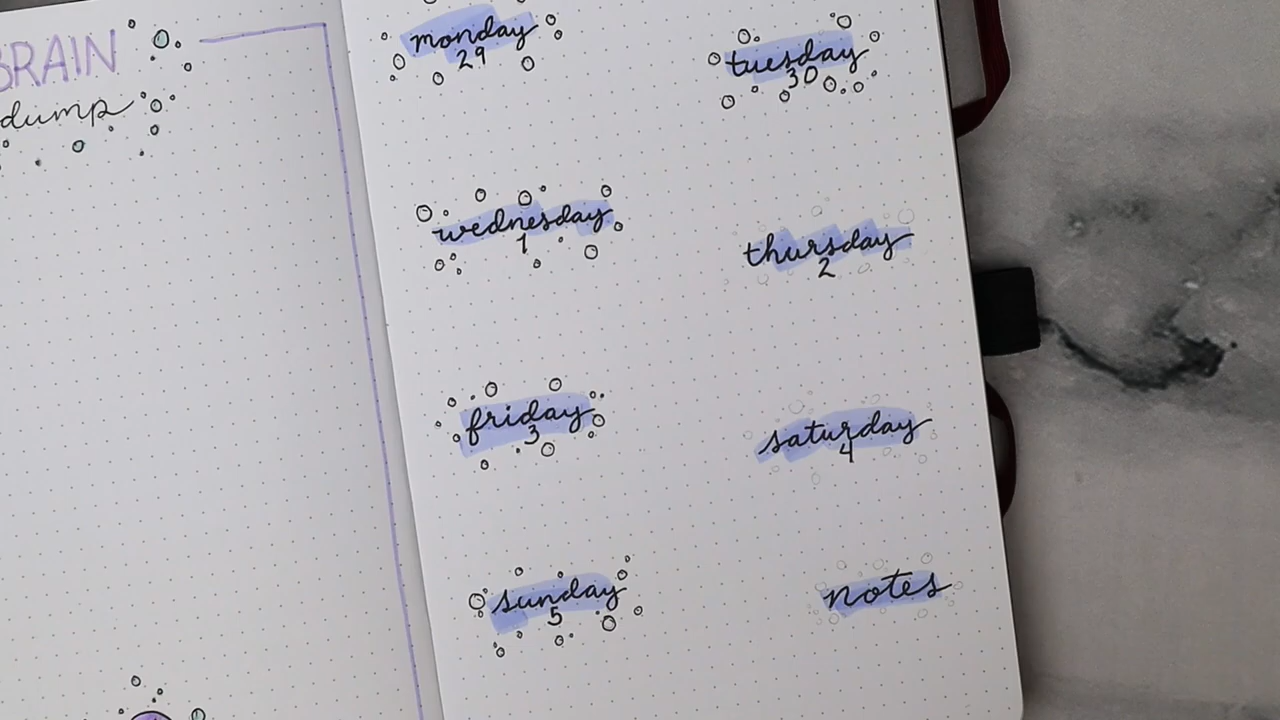 BRAIN
dump
monday
29
tuesday
30
wednesday
1
thursday
2
friday
3
saturday
4
sunday
5
notes